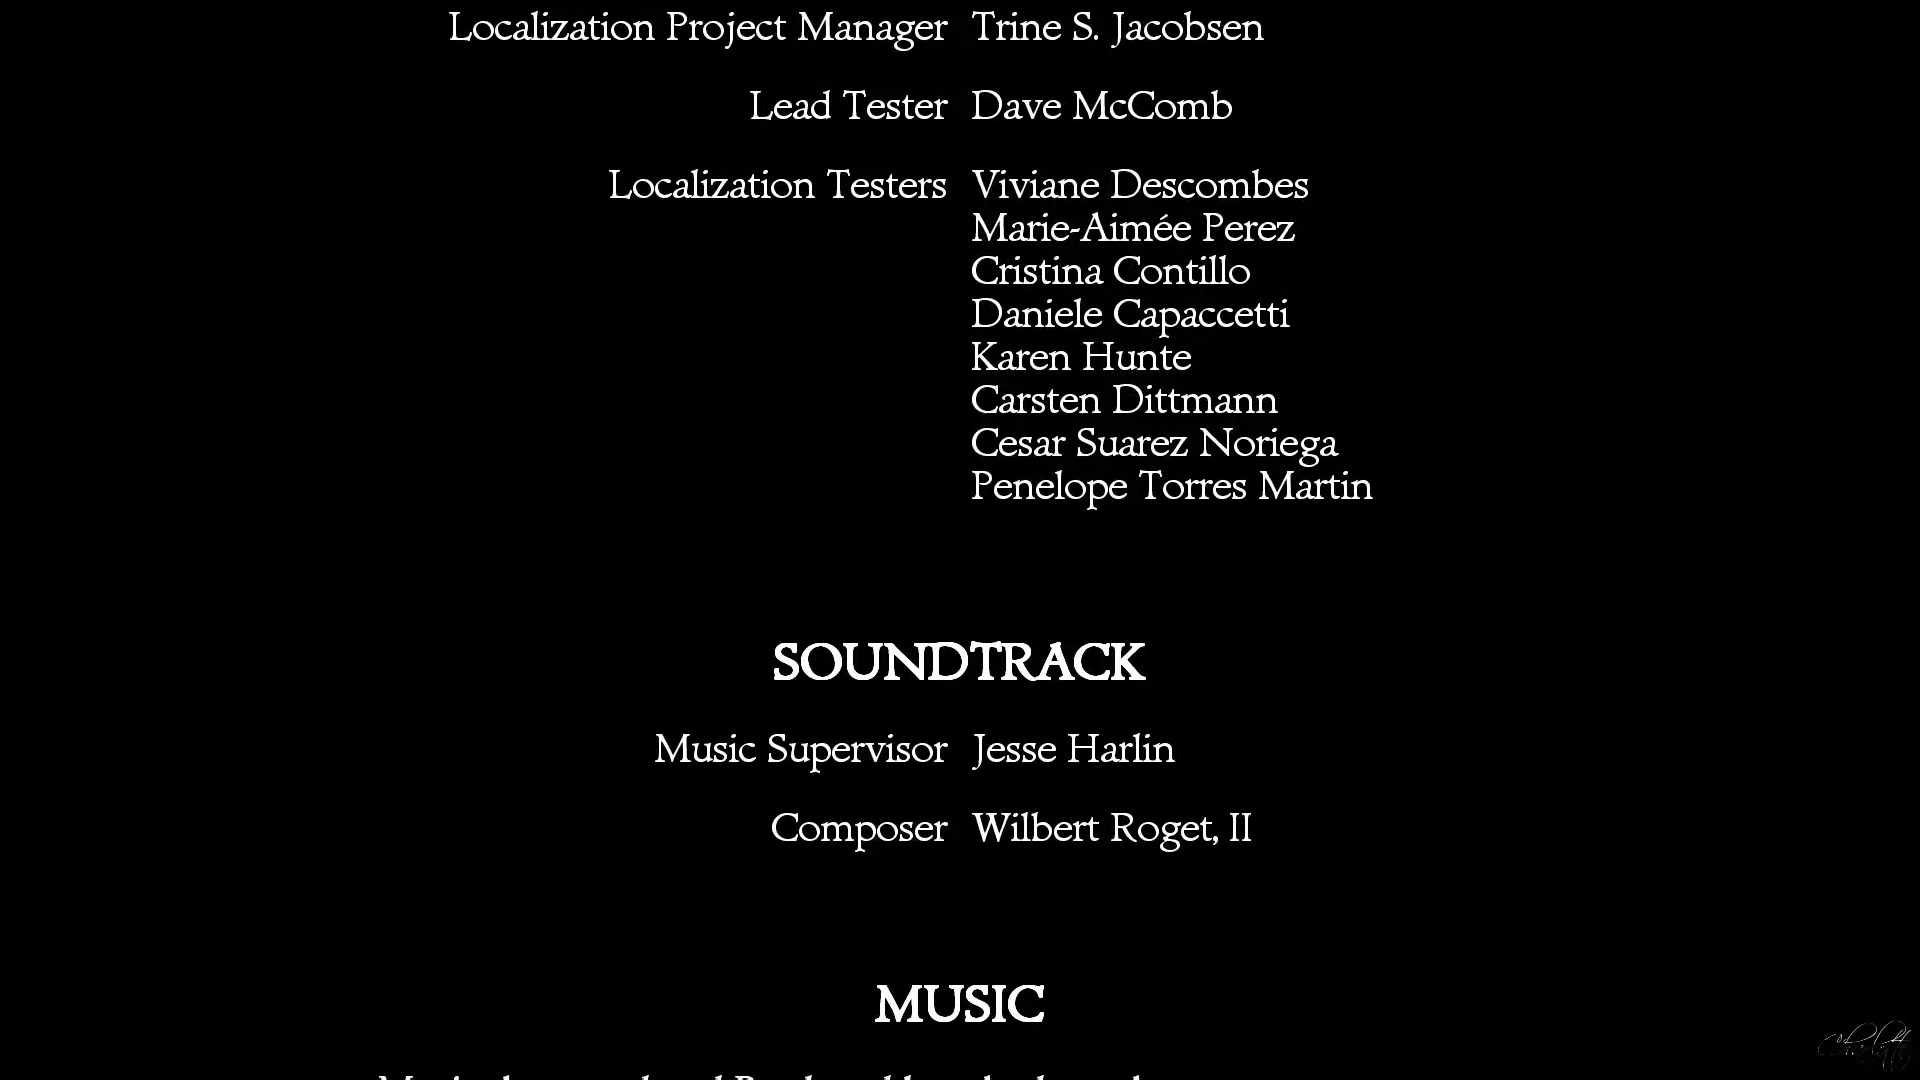 Localization Project Manager Trine S. Jacobsen
Lead Tester Dave McComb
Localization Testers Viviane Descombes
Marie-Aimée Perez
Cristina Contillo
Daniele Capaccetti
Karen Hunte
Carsten Dittmann
Cesar Suarez Noriega
Penelope Torres Martin
SOUNDTRACK
Music Supervisor Jesse Harlin
Composer Wilbert Roget, II
MUSIC